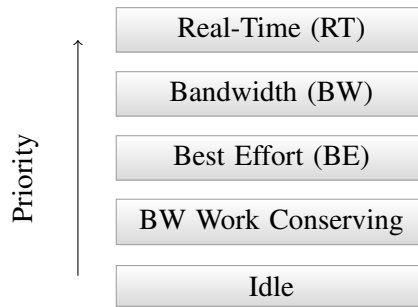 Real-Time (RT)
Bandwidth (BW)
Best Effort (BE)
BW Work Conserving
Idle
Priority